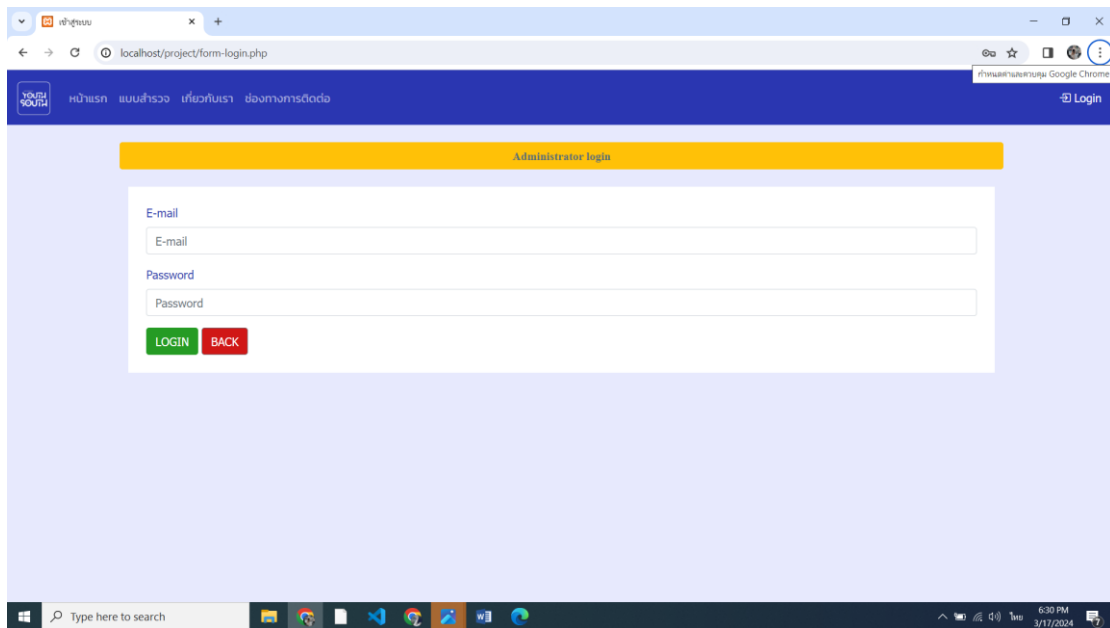 เข้าสู่ระบบ
localhost/project/form-login.php
กำหนดค่าและควบคุม Google Chrome
YOUTH
SOUTH
หน้าแรก แบบสำรวจ เกี่ยวกับเรา ช่องทางการติดต่อ
Login
Administrator login
E-mail
E-mail
Password
Password
LOGIN BACK
Type here to search
ไทย
6:30 PM
3/17/2024
7